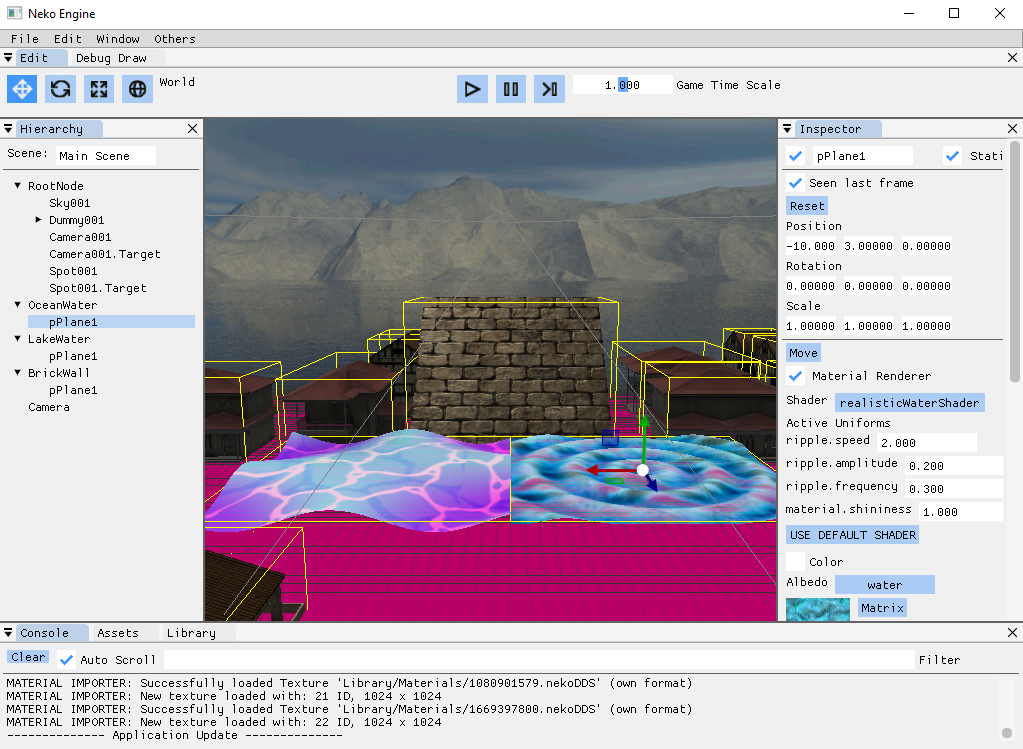 Neko Engine
File Edit Window Others
Edit Debug Draw
World
1.000 Game Time Scale
Hierarchy
Scene: Main Scene
RootNode
Sky001
Dummy001
Camera001
Camera001.Target
Spot001
Spot001.Target
OceanWater
pPlane1
LakeWater
pPlane1
BrickWall
pPlane1
Camera
Inspector
pPlane1 Stati
Seen last frame
Reset
Position
-10.000 3.00000 0.00000
Rotation
0.00000 0.00000 0.00000
Scale
1.00000 1.00000 1.00000
Move
Material Renderer
Shader realisticWaterShader
Active Uniforms
ripple.speed 2.000
ripple.amplitude 0.200
ripple.frequency 0.300
material.shininess 1.000
USE DEFAULT SHADER
Color
Albedo water
Matrix
Console Assets Library
Clear Auto Scroll Filter
MATERIAL IMPORTER: Successfully loaded Texture 'Library/Materials/1080901579.nekoDDS' (own format)
MATERIAL IMPORTER: New texture loaded with: 21 ID, 1024 x 1024
MATERIAL IMPORTER: Successfully loaded Texture 'Library/Materials/1669397800.nekoDDS' (own format)
MATERIAL IMPORTER: New texture loaded with: 22 ID, 1024 x 1024
-------------- Application Update --------------